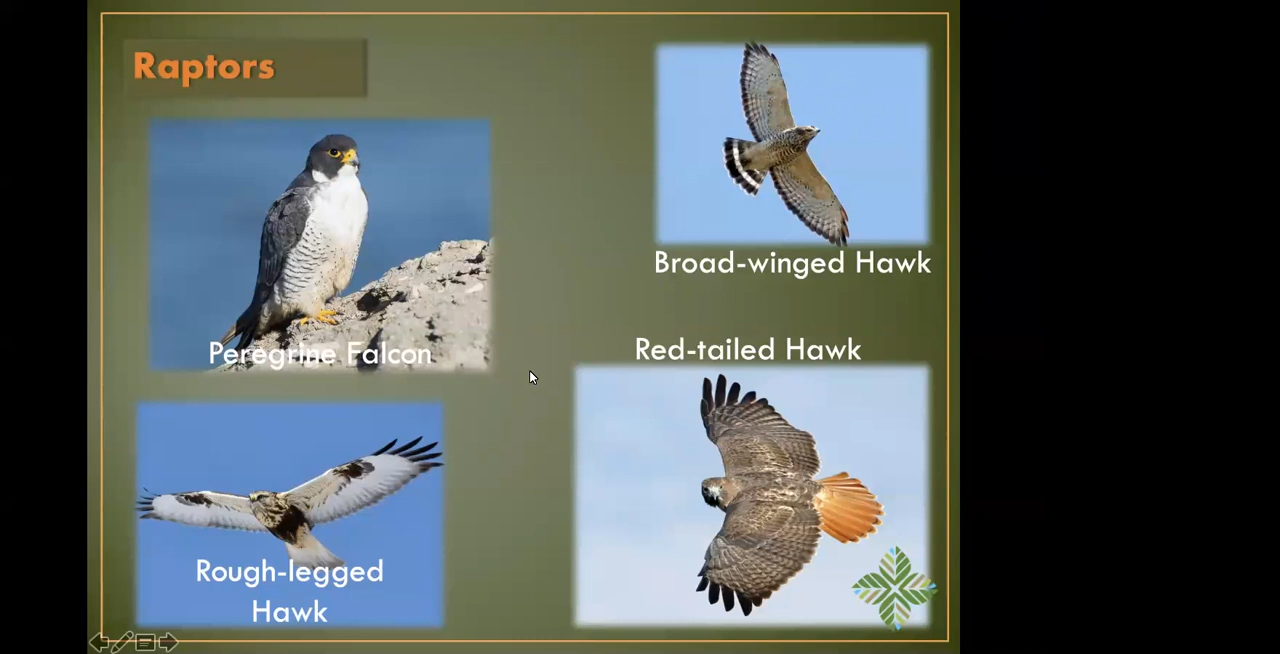 Raptors
Broad-winged Hawk
Peregrine Falcon
Red-tailed Hawk
Rough-legged
Hawk